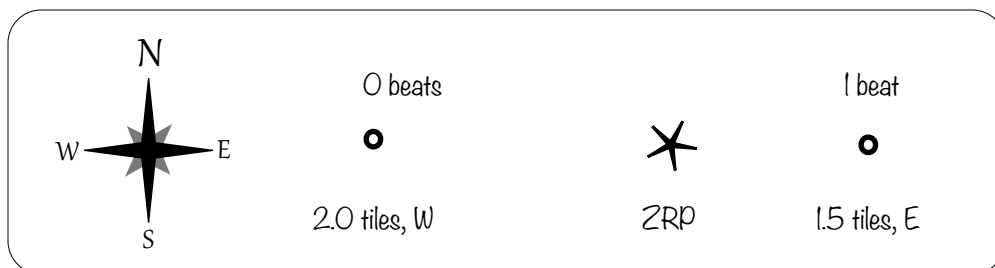 N
W
E
S
0 beats
1 beat
2.0 tiles, W
ZRP
1.5 tiles, E